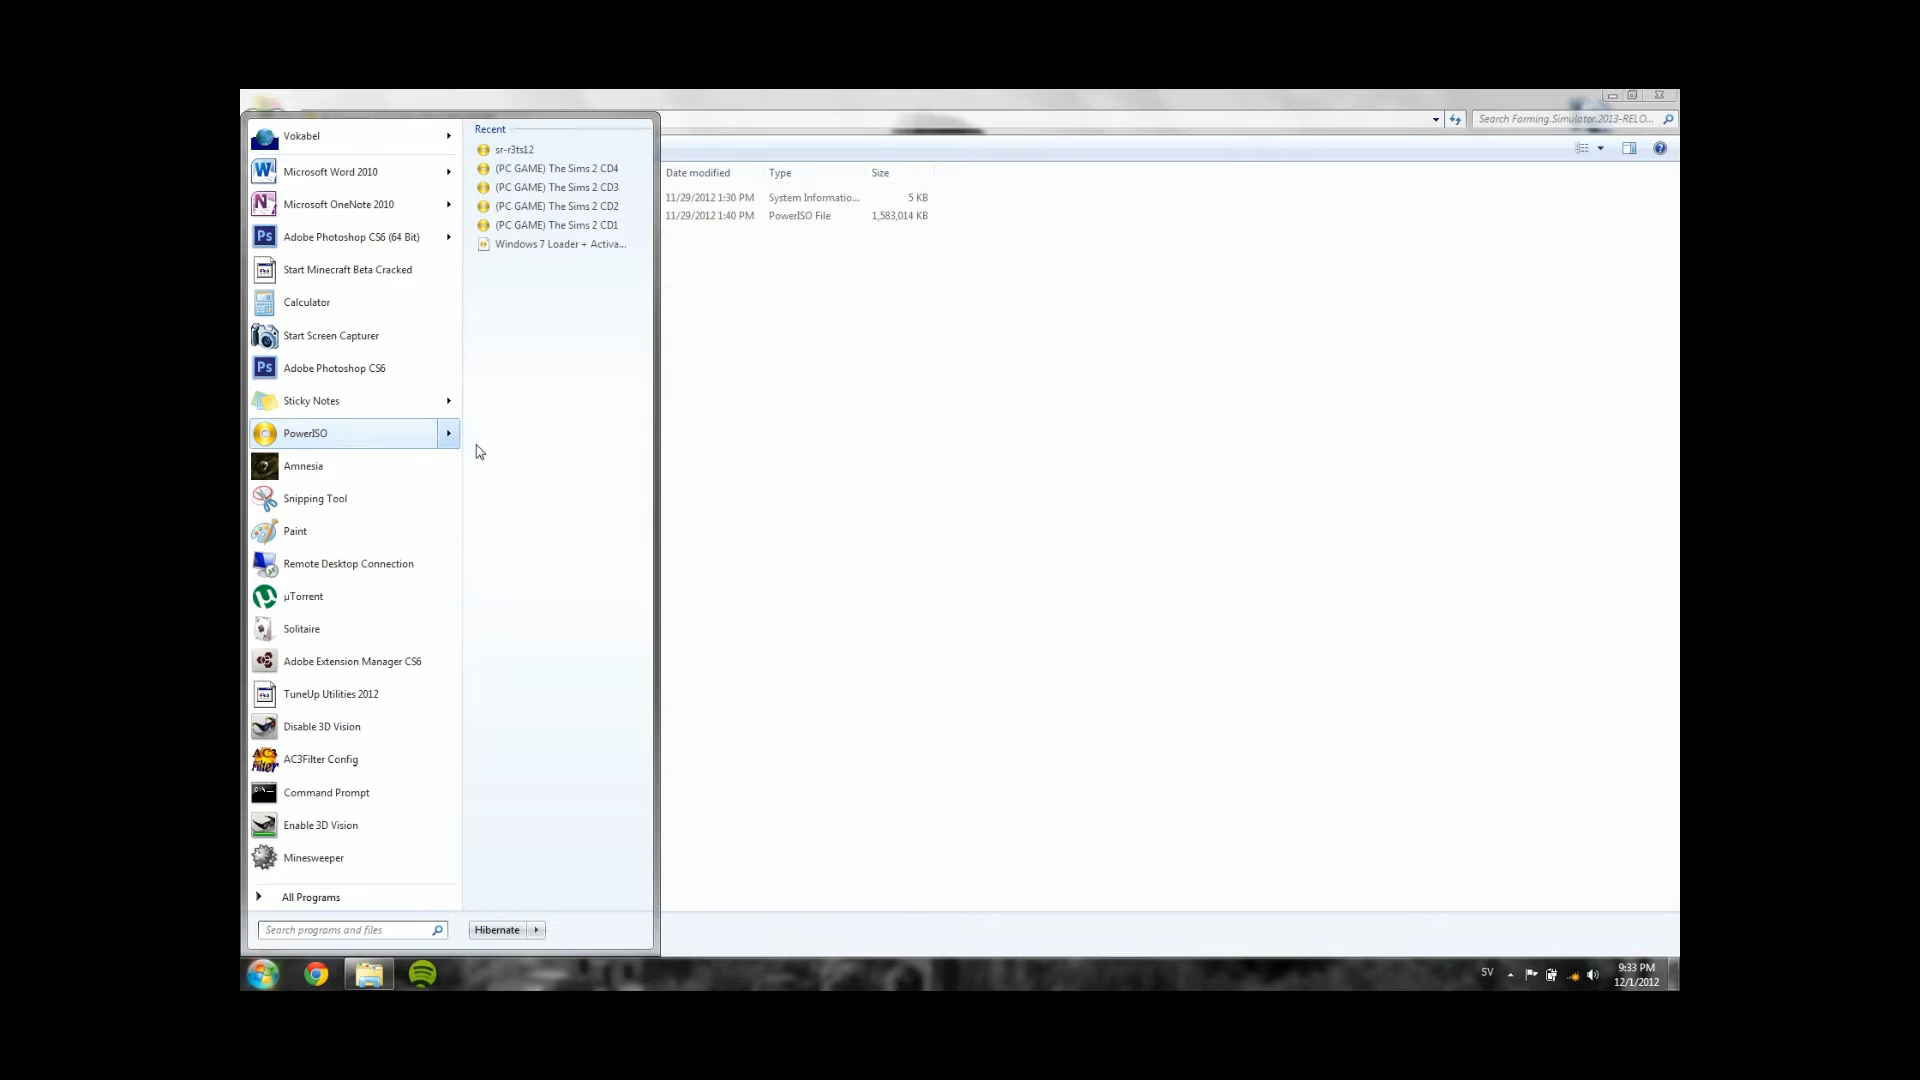 Search Farming.Simulator.2013-RELO...
Vokabel
Microsoft Word 2010
Microsoft OneNote 2010
Adobe Photoshop CS6 (64 Bit)
Start Minecraft Beta Cracked
Calculator
Start Screen Capturer
Adobe Photoshop CS6
Sticky Notes
PowerISO
Amnesia
Snipping Tool
Paint
Remote Desktop Connection
µTorrent
Solitaire
Adobe Extension Manager CS6
TuneUp Utilities 2012
Disable 3D Vision
AC3Filter Config
Command Prompt
Enable 3D Vision
Minesweeper
All Programs
Search programs and files
Hibernate
Recent
sr-r3ts12
(PC GAME) The Sims 2 CD4
(PC GAME) The Sims 2 CD3
(PC GAME) The Sims 2 CD2
(PC GAME) The Sims 2 CD1
Windows 7 Loader + Activa...
Date modified Type Size
11/29/2012 1:30 PM System Informatio... 5 KB
11/29/2012 1:40 PM PowerISO File 1,583,014 KB
SV
9:33 PM
12/1/2012